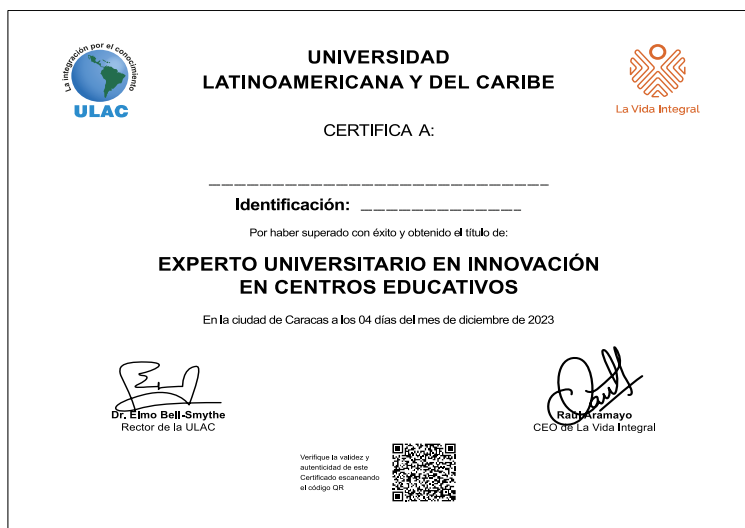 La integración por el conocimiento
ULAC
UNIVERSIDAD
LATINOAMERICANA Y DEL CARIBE
La Vida Integral
CERTIFICA A:
Identificación:
Por haber superado con éxito y obtenido el título de:
EXPERTO UNIVERSITARIO EN INNOVACIÓN
EN CENTROS EDUCATIVOS
En la ciudad de Caracas a los 04 días del mes de diciembre de 2023
Dr. Elmo Bell-Smythe
Rector de la ULAC
Raúl Aramayo
CEO de La Vida Integral
Verifique la validez y
autenticidad de este
Certificado escaneando
el código QR